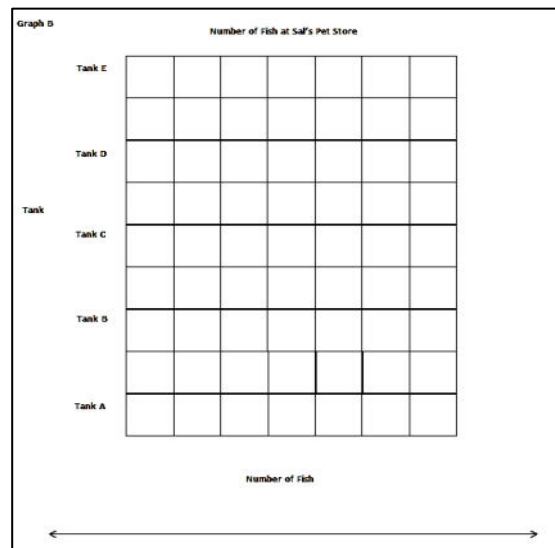 Graph B
Number of Fish at Sal's Pet Store
Tank E
Tank D
Tank
Tank C
Tank B
Tank A
Number of Fish